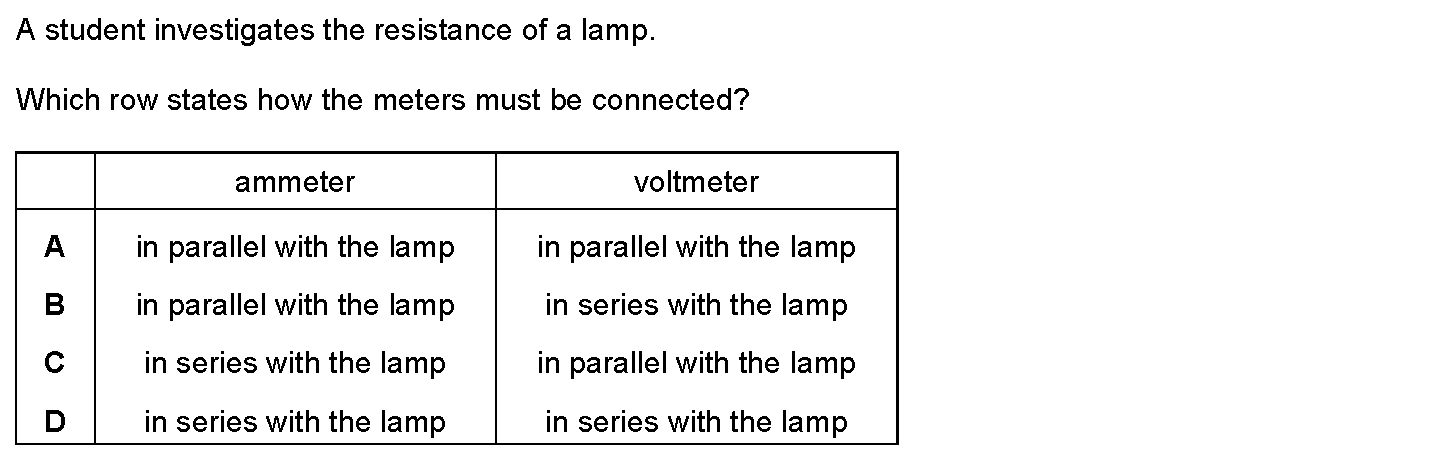 A student investigates the resistance of a lamp.
Which row states how the meters must be connected?
ammeter voltmeter
A in parallel with the lamp in parallel with the lamp
B in parallel with the lamp in series with the lamp
C in series with the lamp in parallel with the lamp
D in series with the lamp in series with the lamp